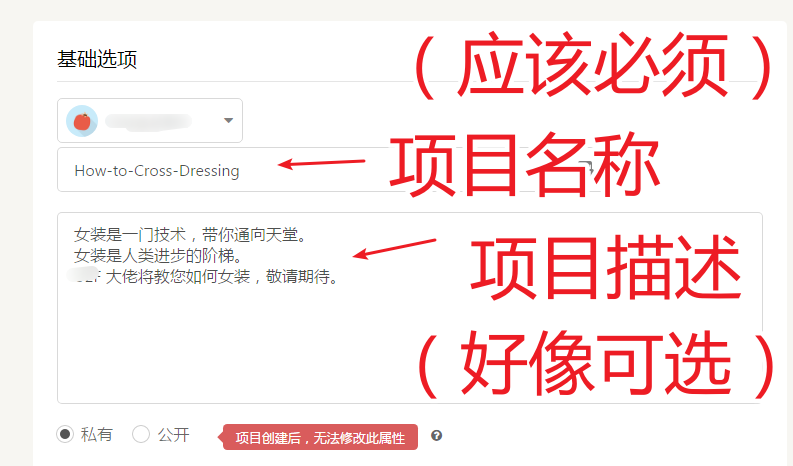 基础选项
（应该必须）
How-to-Cross-Dressing
项目名称
女装是一门技术，带你通向天堂。
女装是人类进步的阶梯。
大佬将教您如何女装，敬请期待。
项目描述
（好像可选）
私有 公开 项目创建后，无法修改此属性